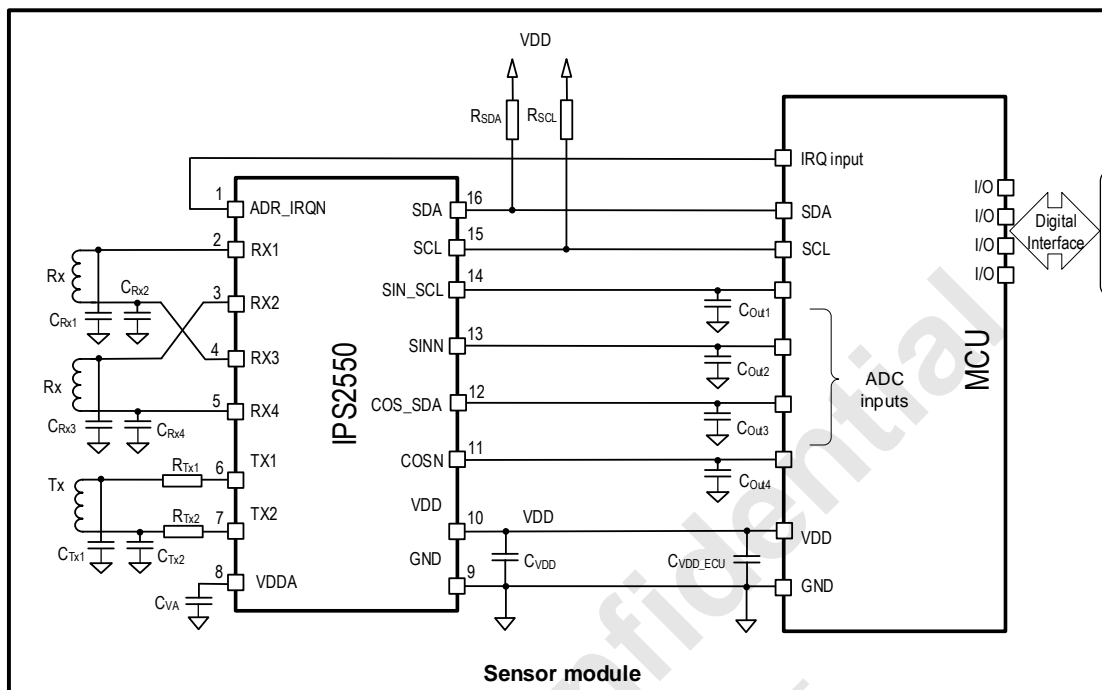 VDD
RSDA
RSCL
IRQ input
1
ADR_IRQN
SDA
16
SDA
I/O
I/O
I/O
I/O
Digital
Interface
2
RX1
SCL
15
SCL
Rx
CRx1
CRx2
14
SIN_SCL
COut1
3
RX2
13
SINN
COut2
4
RX3
ADC
inputs
MCU
IPS2550
Rx
CRx3
CRx4
5
RX4
12
COS_SDA
COut3
TX1
6
RTx1
11
COSN
COut4
Tx
CTx1
CTx2
TX2
7
RTx2
VDD
10
VDD
VDD
CVDD
CVDD_ECU
GND
9
GND
8
VDDA
CVA
Sensor module
Confidential